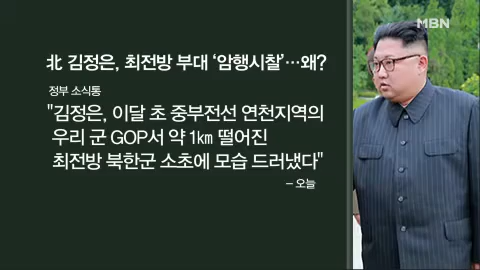 MBN
北 김정은, 최전방 부대 '암행시찰'…왜?
정부 소식통
"김정은, 이달 초 중부전선 연천지역의
우리 군 GOP서 약 1㎞ 떨어진
최전방 북한군 소초에 모습 드러냈다"
- 오늘